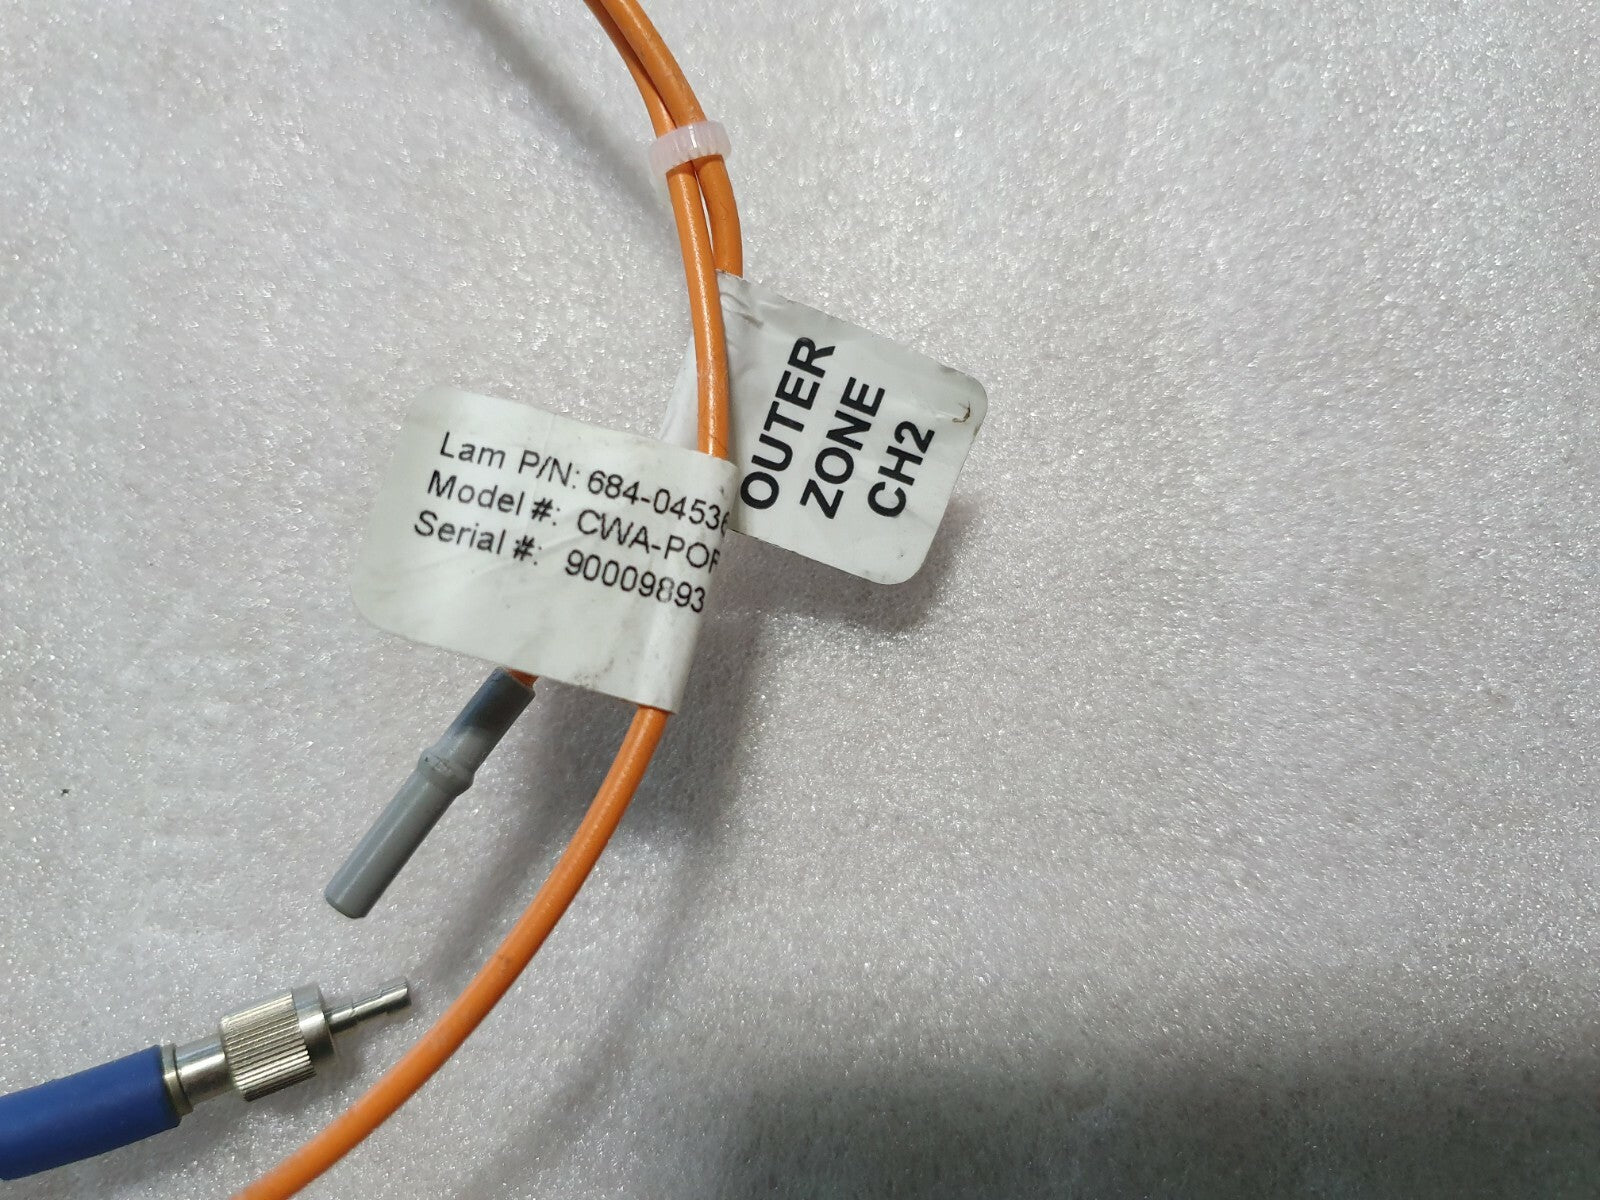 Lam P/N: 684-04536
Model #: CWA-POF
Serial #: 90009893
OUTER
ZONE
CH2